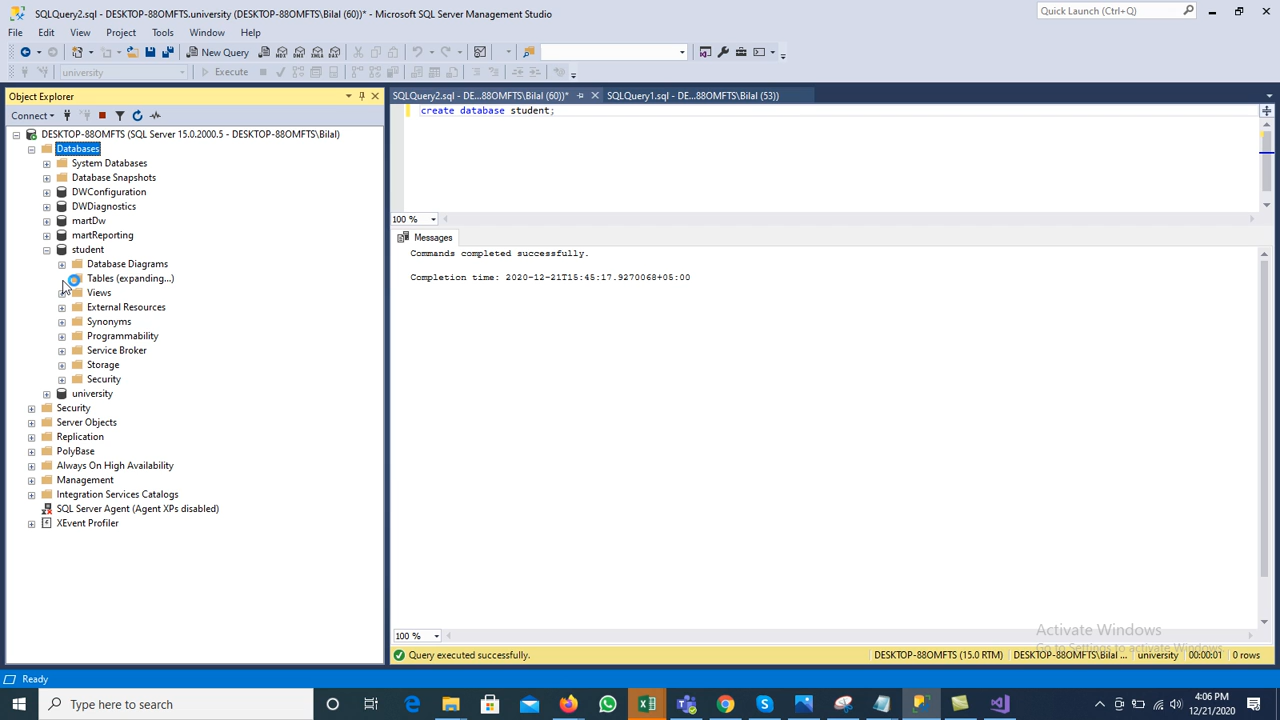 SQLQuery2.sql - DESKTOP-88OMFTS.university (DESKTOP-88OMFTS\Bilal (60))* - Microsoft SQL Server Management Studio
Quick Launch (Ctrl+Q)
File Edit View Project Tools Window Help
New Query
university
Execute
Object Explorer
SQLQuery2.sql - DE...88OMFTS\Bilal (60))*
SQLQuery1.sql - DE...88OMFTS\Bilal (53))
Connect
create database student;
DESKTOP-88OMFTS (SQL Server 15.0.2000.5 - DESKTOP-88OMFTS\Bilal)
Databases
System Databases
Database Snapshots
DWConfiguration
DWDiagnostics
martDw
martReporting
student
Database Diagrams
Tables (expanding...)
Views
External Resources
Synonyms
Programmability
Service Broker
Storage
Security
university
Security
Server Objects
Replication
PolyBase
Always On High Availability
Management
Integration Services Catalogs
SQL Server Agent (Agent XPs disabled)
XEvent Profiler
100 %
Messages
Commands completed successfully.
Completion time: 2020-12-21T15:45:17.9270068+05:00
100 %
Activate Windows
Go to Settings to activate Windows.
Query executed successfully.
DESKTOP-88OMFTS (15.0 RTM)
DESKTOP-88OMFTS\Bilal ...
university
00:00:01
0 rows
Ready
Type here to search
4:06 PM
12/21/2020